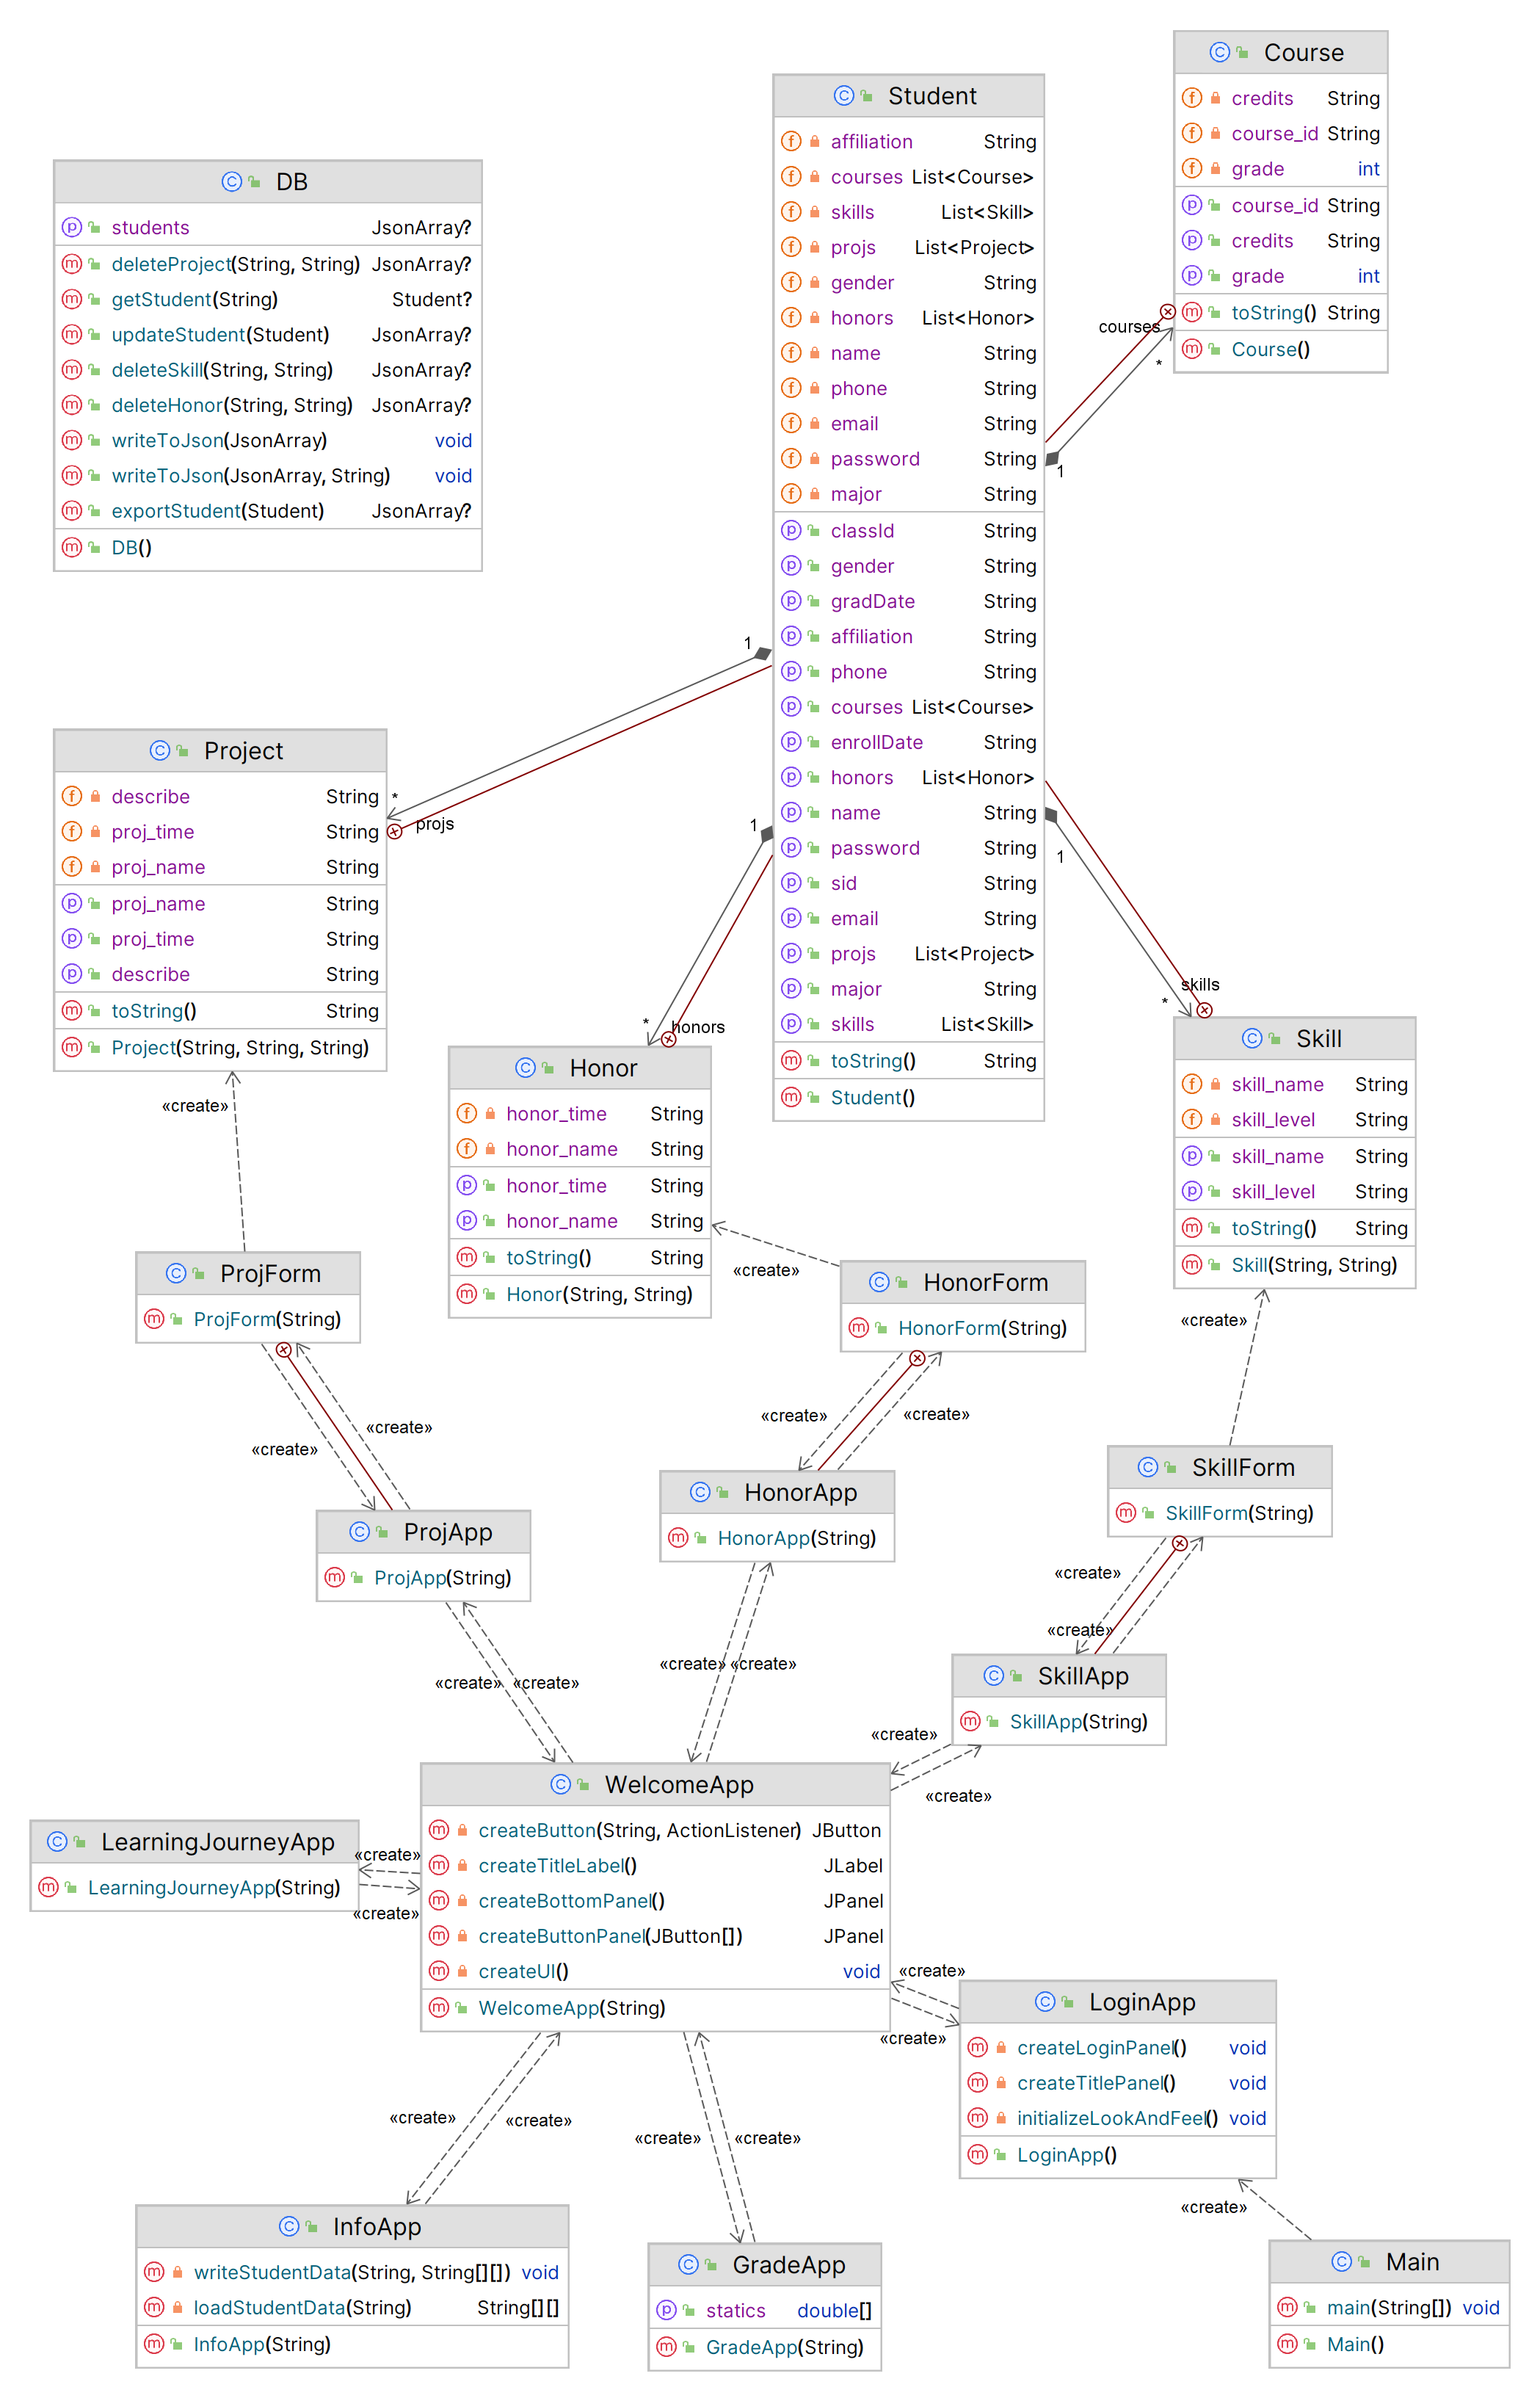 Course
credits String
course_id String
grade int
course_id String
credits String
grade int
toString() String
Course()
Student
affiliation String
courses List<Course>
skills List<Skill>
projs List<Project>
gender String
honors List<Honor>
name String
phone String
email String
password String
major String
classId String
gender String
gradDate String
affiliation String
phone String
courses List<Course>
enrollDate String
honors List<Honor>
name String
password String
sid String
email String
projs List<Project>
major String
skills List<Skill>
toString() String
Student()
DB
students JsonArray?
deleteProject(String, String) JsonArray?
getStudent(String) Student?
updateStudent(Student) JsonArray?
deleteSkill(String, String) JsonArray?
deleteHonor(String, String) JsonArray?
writeToJson(JsonArray) void
writeToJson(JsonArray, String) void
exportStudent(Student) JsonArray?
DB()
courses
*
1
1
*
projs
1
*
honors
1
*
skills
Project
describe String
proj_time String
proj_name String
proj_name String
proj_time String
describe String
toString() String
Project(String, String, String)
Honor
honor_time String
honor_name String
honor_time String
honor_name String
toString() String
Honor(String, String)
Skill
skill_name String
skill_level String
skill_name String
skill_level String
toString() String
Skill(String, String)
«create»
«create»
«create»
ProjForm
ProjForm(String)
HonorForm
HonorForm(String)
SkillForm
SkillForm(String)
«create»
«create»
«create»
«create»
«create»
«create»
ProjApp
ProjApp(String)
HonorApp
HonorApp(String)
SkillApp
SkillApp(String)
«create»
«create»
«create»
«create»
«create»
«create»
WelcomeApp
createButton(String, ActionListener) JButton
createTitleLabel() JLabel
createBottomPanel() JPanel
createButtonPanel(JButton[]) JPanel
createUI() void
WelcomeApp(String)
LearningJourneyApp
LearningJourneyApp(String)
«create»
«create»
«create»
«create»
LoginApp
createLoginPanel() void
createTitlePanel() void
initializeLookAndFeel() void
LoginApp()
«create»
«create»
«create»
«create»
«create»
InfoApp
writeStudentData(String, String[][]) void
loadStudentData(String) String[][]
InfoApp(String)
GradeApp
statics double[]
GradeApp(String)
Main
main(String[]) void
Main()